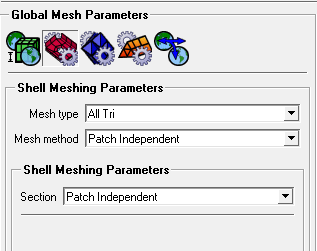 Global Mesh Parameters
Shell Meshing Parameters
Mesh type All Tri
Mesh method Patch Independent
Shell Meshing Parameters
Section Patch Independent